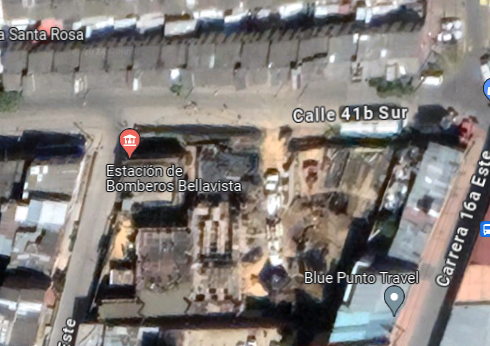 a Santa Rosa
Calle 41b Sur
Estación de
Bomberos Bellavista
Carrera 16a Este
Blue Punto Travel
Este